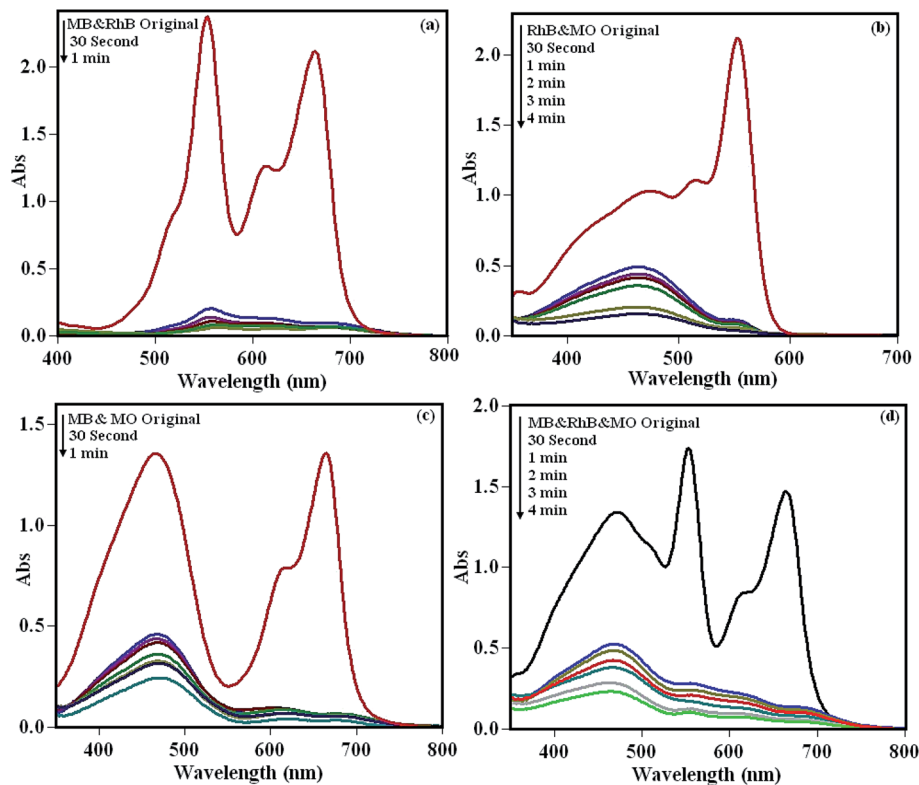 (a)
MB&RhB Original
30 Second
1 min
2.0
1.5
1.0
0.5
0.0
Abs
400 500 600 700 800
Wavelength (nm)
(b)
RhB&MO Original
30 Second
1 min
2 min
3 min
4 min
2.0
1.5
1.0
0.5
0.0
Abs
400 500 600 700
Wavelength (nm)
(c)
MB& MO Original
30 Second
1 min
1.5
1.0
0.5
0.0
Abs
400 500 600 700 800
Wavelength (nm)
(d)
MB&RhB&MO Original
30 Second
1 min
2 min
3 min
4 min
2.0
1.5
1.0
0.5
0.0
Abs
400 500 600 700 800
Wavelength (nm)